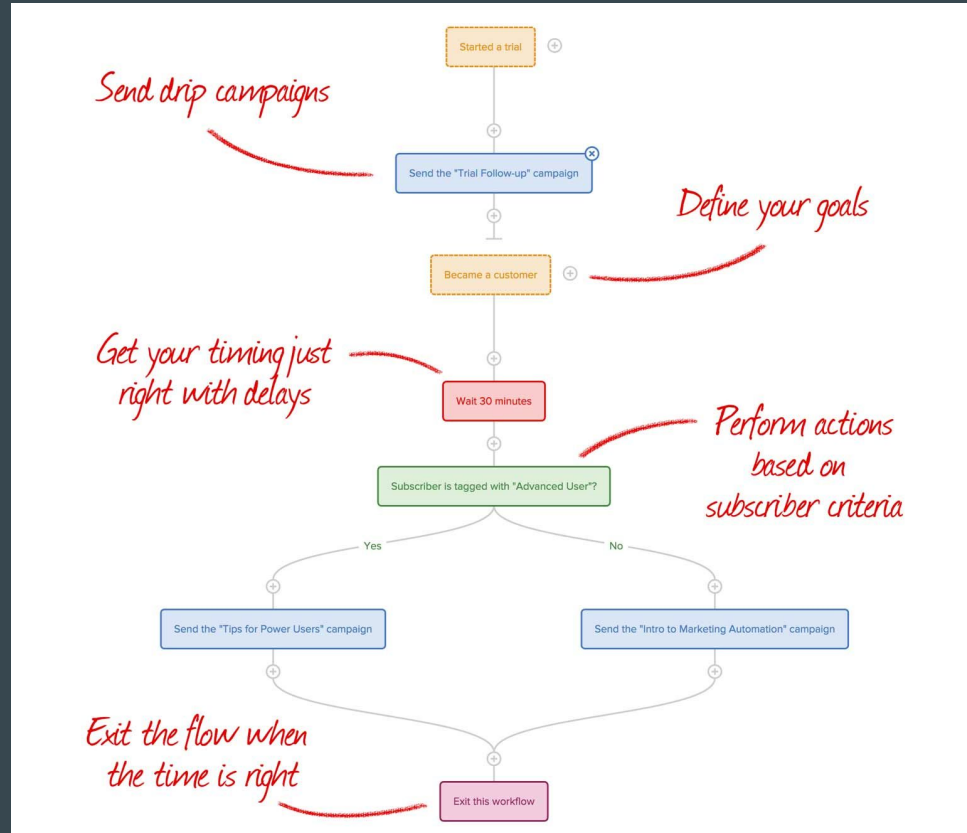 Started a trial
Send drip campaigns
Send the "Trial Follow-up" campaign
Define your goals
Became a customer
Get your timing just
right with delays
Wait 30 minutes
Perform actions
based on
subscriber criteria
Subscriber is tagged with "Advanced User"?
Yes
No
Send the "Tips for Power Users" campaign
Send the "Intro to Marketing Automation" campaign
Exit the flow when
the time is right
Exit this workflow